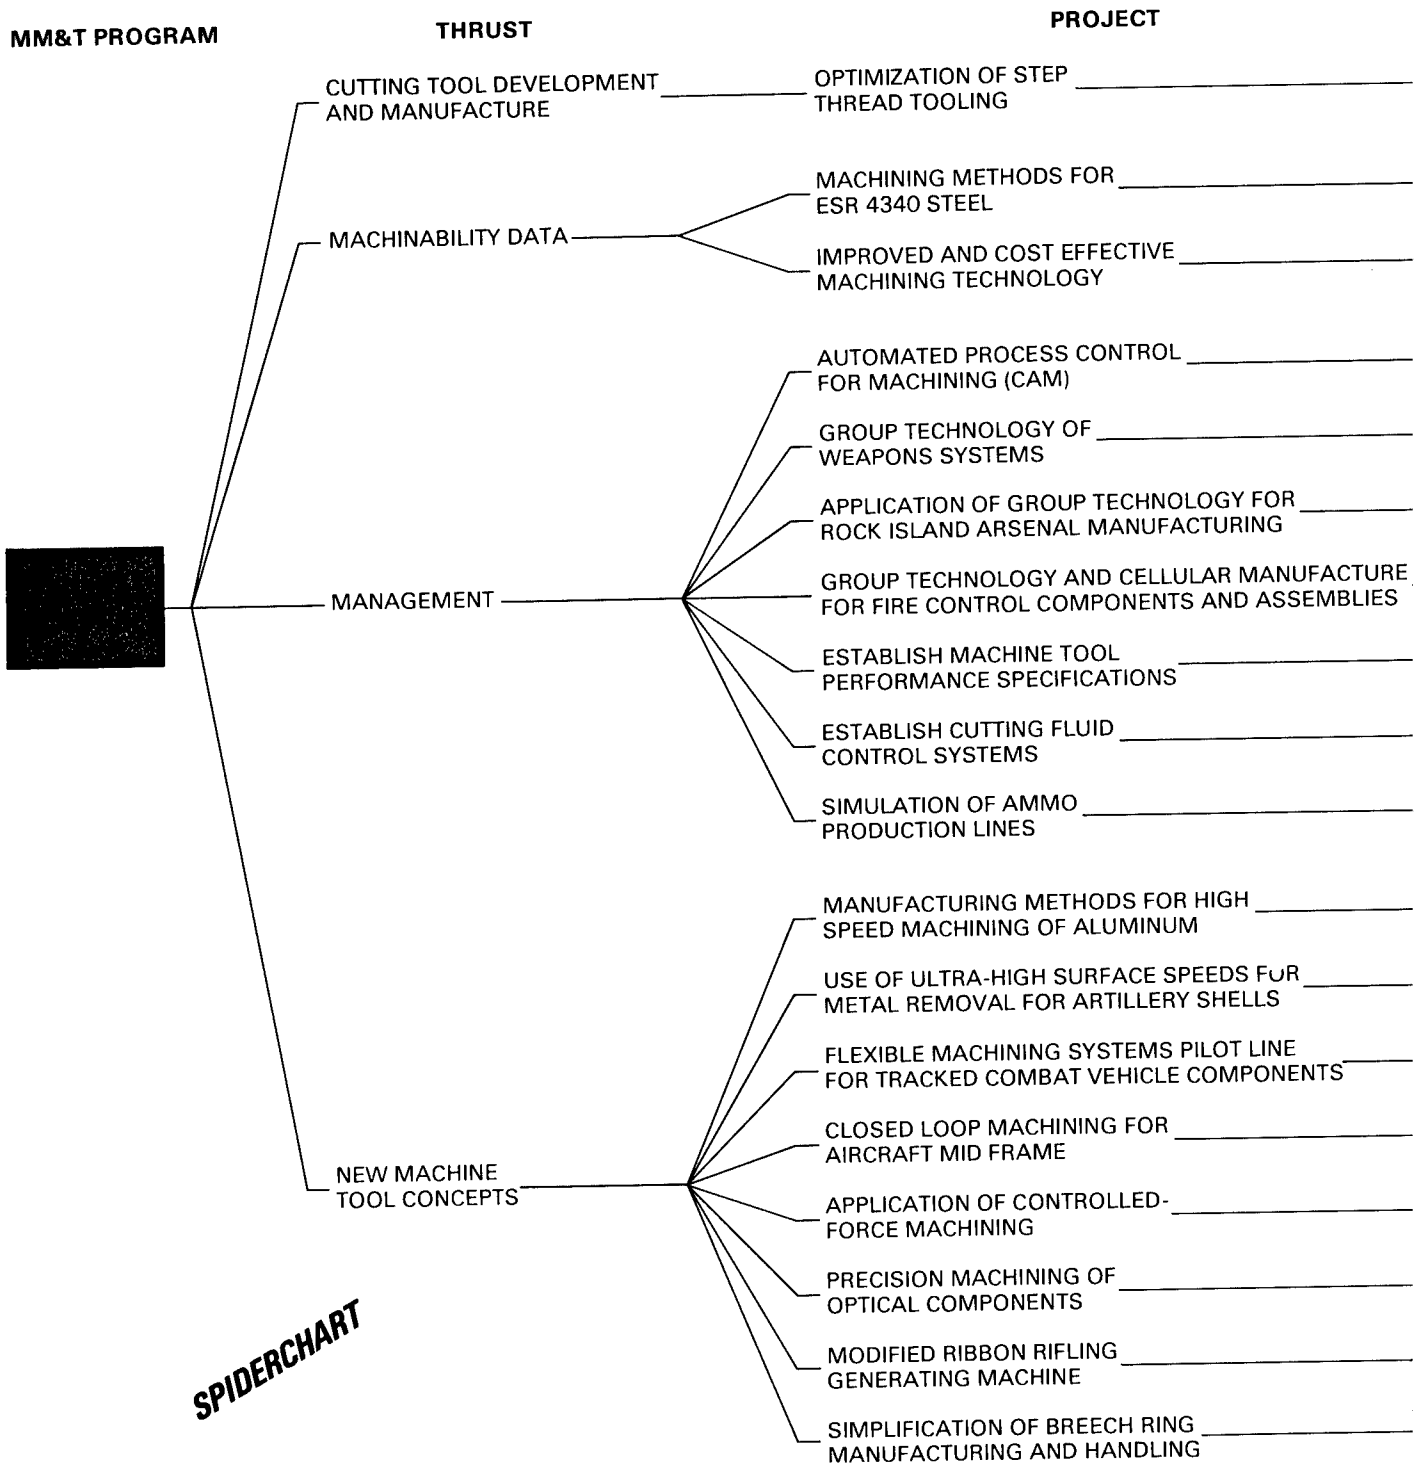 MM&T PROGRAM
THRUST
PROJECT
CUTTING TOOL DEVELOPMENT
AND MANUFACTURE
OPTIMIZATION OF STEP
THREAD TOOLING
MACHINABILITY DATA
MACHINING METHODS FOR
ESR 4340 STEEL
IMPROVED AND COST EFFECTIVE
MACHINING TECHNOLOGY
MANAGEMENT
AUTOMATED PROCESS CONTROL
FOR MACHINING (CAM)
GROUP TECHNOLOGY OF
WEAPONS SYSTEMS
APPLICATION OF GROUP TECHNOLOGY FOR
ROCK ISLAND ARSENAL MANUFACTURING
GROUP TECHNOLOGY AND CELLULAR MANUFACTURE
FOR FIRE CONTROL COMPONENTS AND ASSEMBLIES
ESTABLISH MACHINE TOOL
PERFORMANCE SPECIFICATIONS
ESTABLISH CUTTING FLUID
CONTROL SYSTEMS
SIMULATION OF AMMO
PRODUCTION LINES
NEW MACHINE
TOOL CONCEPTS
MANUFACTURING METHODS FOR HIGH
SPEED MACHINING OF ALUMINUM
USE OF ULTRA-HIGH SURFACE SPEEDS FOR
METAL REMOVAL FOR ARTILLERY SHELLS
FLEXIBLE MACHINING SYSTEMS PILOT LINE
FOR TRACKED COMBAT VEHICLE COMPONENTS
CLOSED LOOP MACHINING FOR
AIRCRAFT MID FRAME
APPLICATION OF CONTROLLED-
FORCE MACHINING
PRECISION MACHINING OF
OPTICAL COMPONENTS
MODIFIED RIBBON RIFLING
GENERATING MACHINE
SIMPLIFICATION OF BREECH RING
MANUFACTURING AND HANDLING
SPIDERCHART